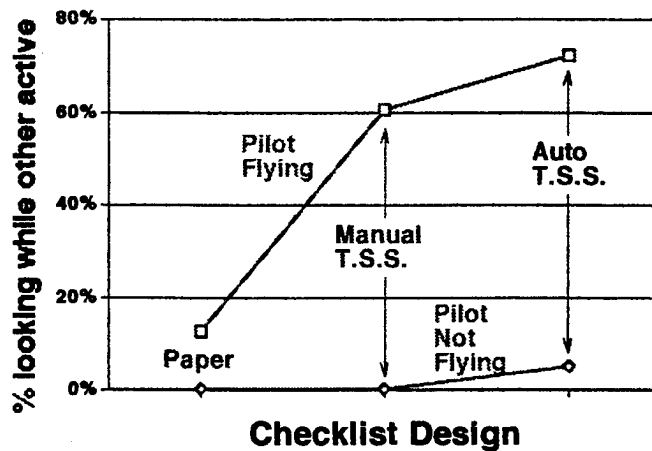 % looking while other active
80%
60%
40%
20%
0%
Pilot
Flying
Auto
T.S.S.
Manual
T.S.S.
Pilot
Not
Flying
Paper
Checklist Design